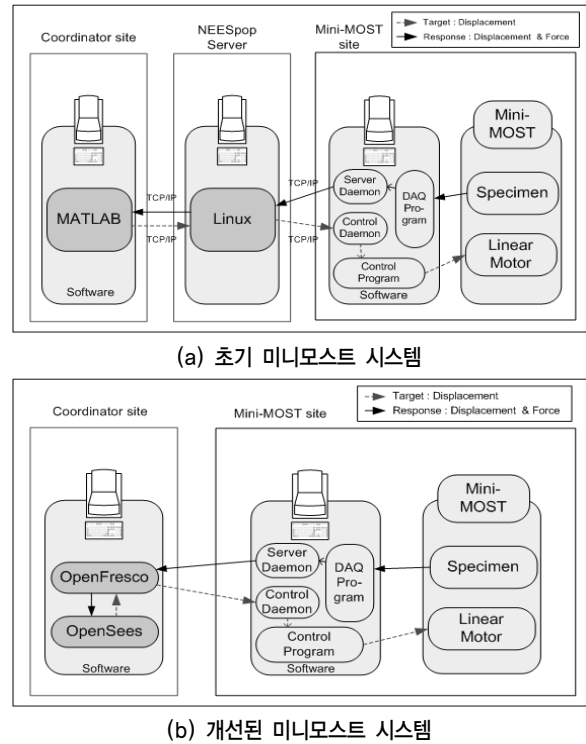 Coordinator site
NEESpop
Server
Mini-MOST
site
Target : Displacement
Response : Displacement & Force
MATLAB
Software
TCP/IP
TCP/IP
Linux
TCP/IP
TCP/IP
Server
Daemon
Control
Daemon
DAQ
Pro-
gram
Control
Program
Software
Mini-
MOST
Specimen
Linear
Motor
(a) 초기 미니모스트 시스템
Coordinator site
Mini-MOST site
Target : Displacement
Response : Displacement & Force
OpenFresco
OpenSees
Software
Server
Daemon
Control
Daemon
DAQ
Pro-
gram
Control
Program
Software
Mini-
MOST
Specimen
Linear
Motor
(b) 개선된 미니모스트 시스템